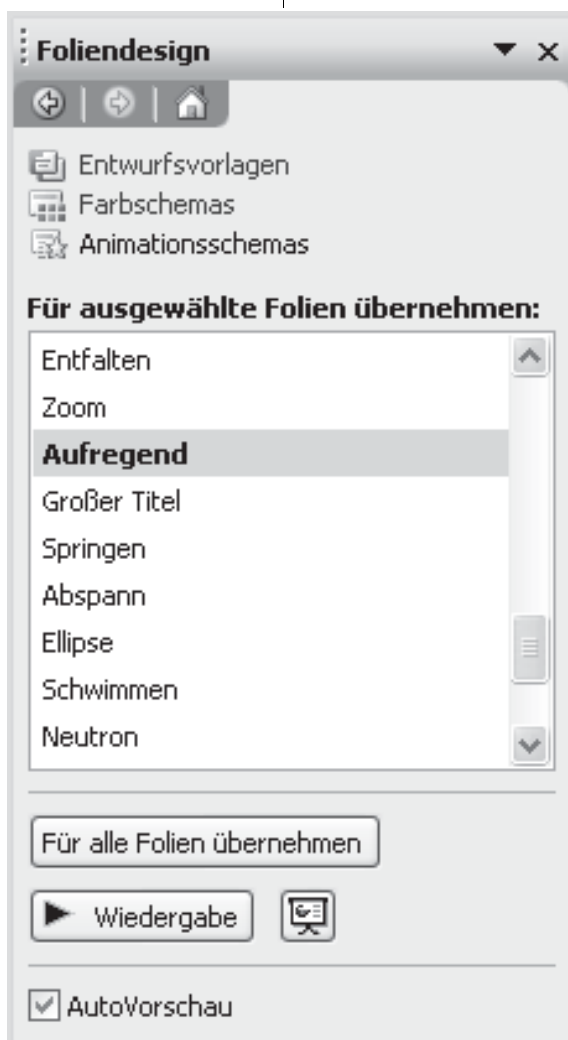 Foliendesign
Entwurfsvorlagen
Farbschemas
Animationsschemas
Für ausgewählte Folien übernehmen:
Entfalten
Zoom
Aufregend
Großer Titel
Springen
Abspann
Ellipse
Schwimmen
Neutron
Für alle Folien übernehmen
Wiedergabe
AutoVorschau